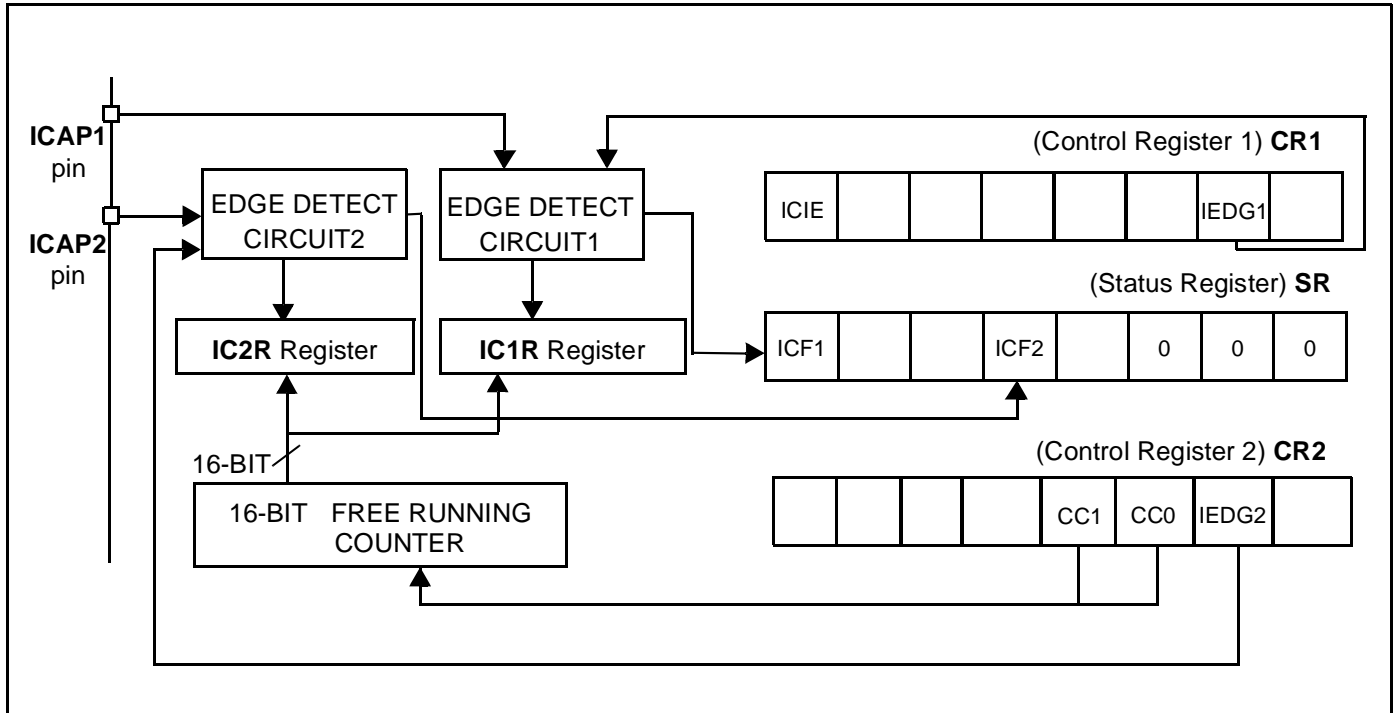 ICAP1
pin
ICAP2
pin
EDGE DETECT
CIRCUIT2
EDGE DETECT
CIRCUIT1
IC2R Register
IC1R Register
16-BIT
16-BIT FREE RUNNING
COUNTER
(Control Register 1) CR1
ICIE
IEDG1
(Status Register) SR
ICF1
ICF2
0
0
0
(Control Register 2) CR2
CC1
CC0
IEDG2